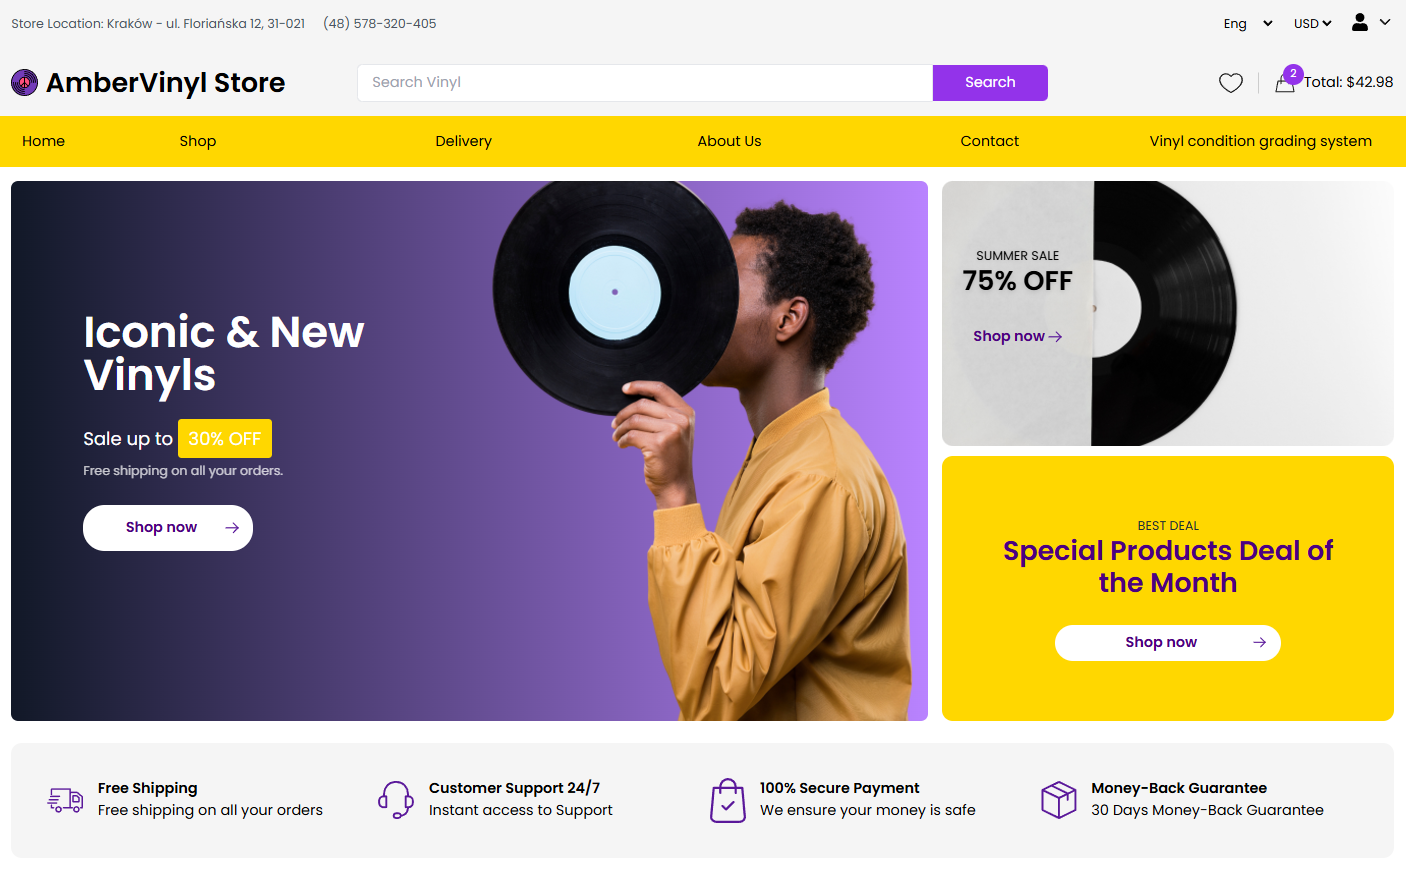 Store Location: Kraków - ul. Floriańska 12, 31-021 (48) 578-320-405 Eng USD
AmberVinyl Store Search Vinyl Search 2 Total: $42.98
Home Shop Delivery About Us Contact Vinyl condition grading system
Iconic & New
Vinyls
Sale up to 30% OFF
Free shipping on all your orders.
Shop now
SUMMER SALE
75% OFF
Shop now
BEST DEAL
Special Products Deal of
the Month
Shop now
Free Shipping
Free shipping on all your orders
Customer Support 24/7
Instant access to Support
100% Secure Payment
We ensure your money is safe
Money-Back Guarantee
30 Days Money-Back Guarantee